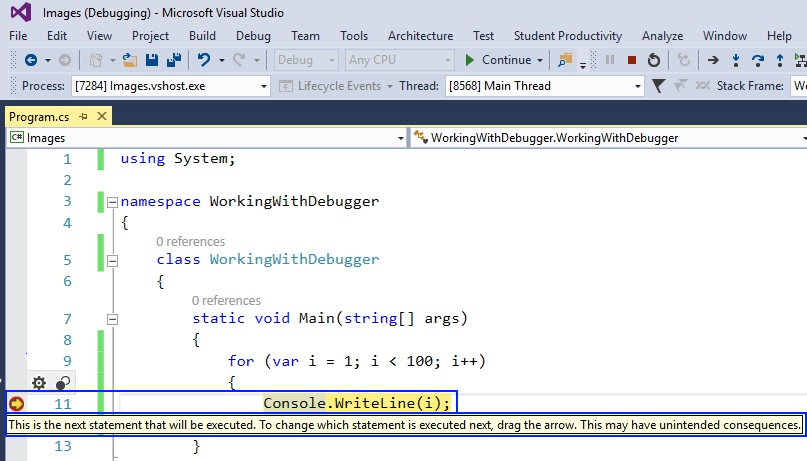 Images (Debugging) - Microsoft Visual Studio
File Edit View Project Build Debug Team Tools Architecture Test Student Productivity Analyze Window Help
Debug Any CPU Continue
Process: [7284] Images.vshost.exe Lifecycle Events Thread: [8568] Main Thread Stack Frame:
Program.cs
C# Images WorkingWithDebugger.WorkingWithDebugger
1 using System;
2
3 namespace WorkingWithDebugger
4 {
0 references
5 class WorkingWithDebugger
6 {
0 references
7 static void Main(string[] args)
8 {
9 for (var i = 1; i < 100; i++)
{
11 Console.WriteLine(i);
This is the next statement that will be executed. To change which statement is executed next, drag the arrow. This may have unintended consequences.
13 }